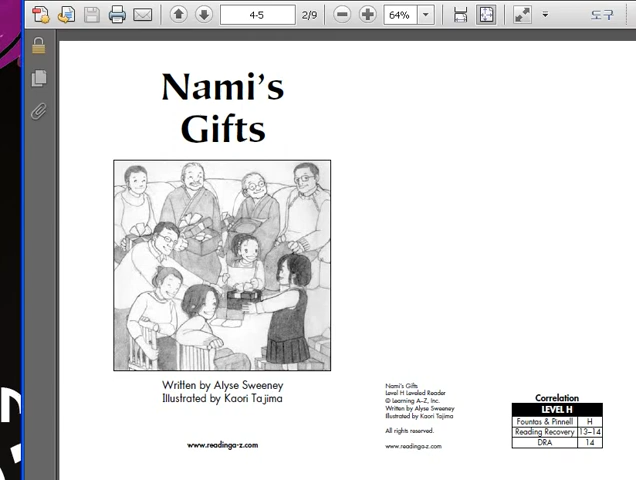 4-5
2/9
64%
도구
Nami's
Gifts
Written by Alyse Sweeney
Illustrated by Kaori Tajima
www.readinga-z.com
Nami's Gifts
Level H Leveled Reader
© Learning A–Z, Inc.
Written by Alyse Sweeney
Illustrated by Kaori Tajima
All rights reserved.
www.readinga-z.com
Correlation
LEVEL H
Fountas & Pinnell H
Reading Recovery 13–14
DRA 14